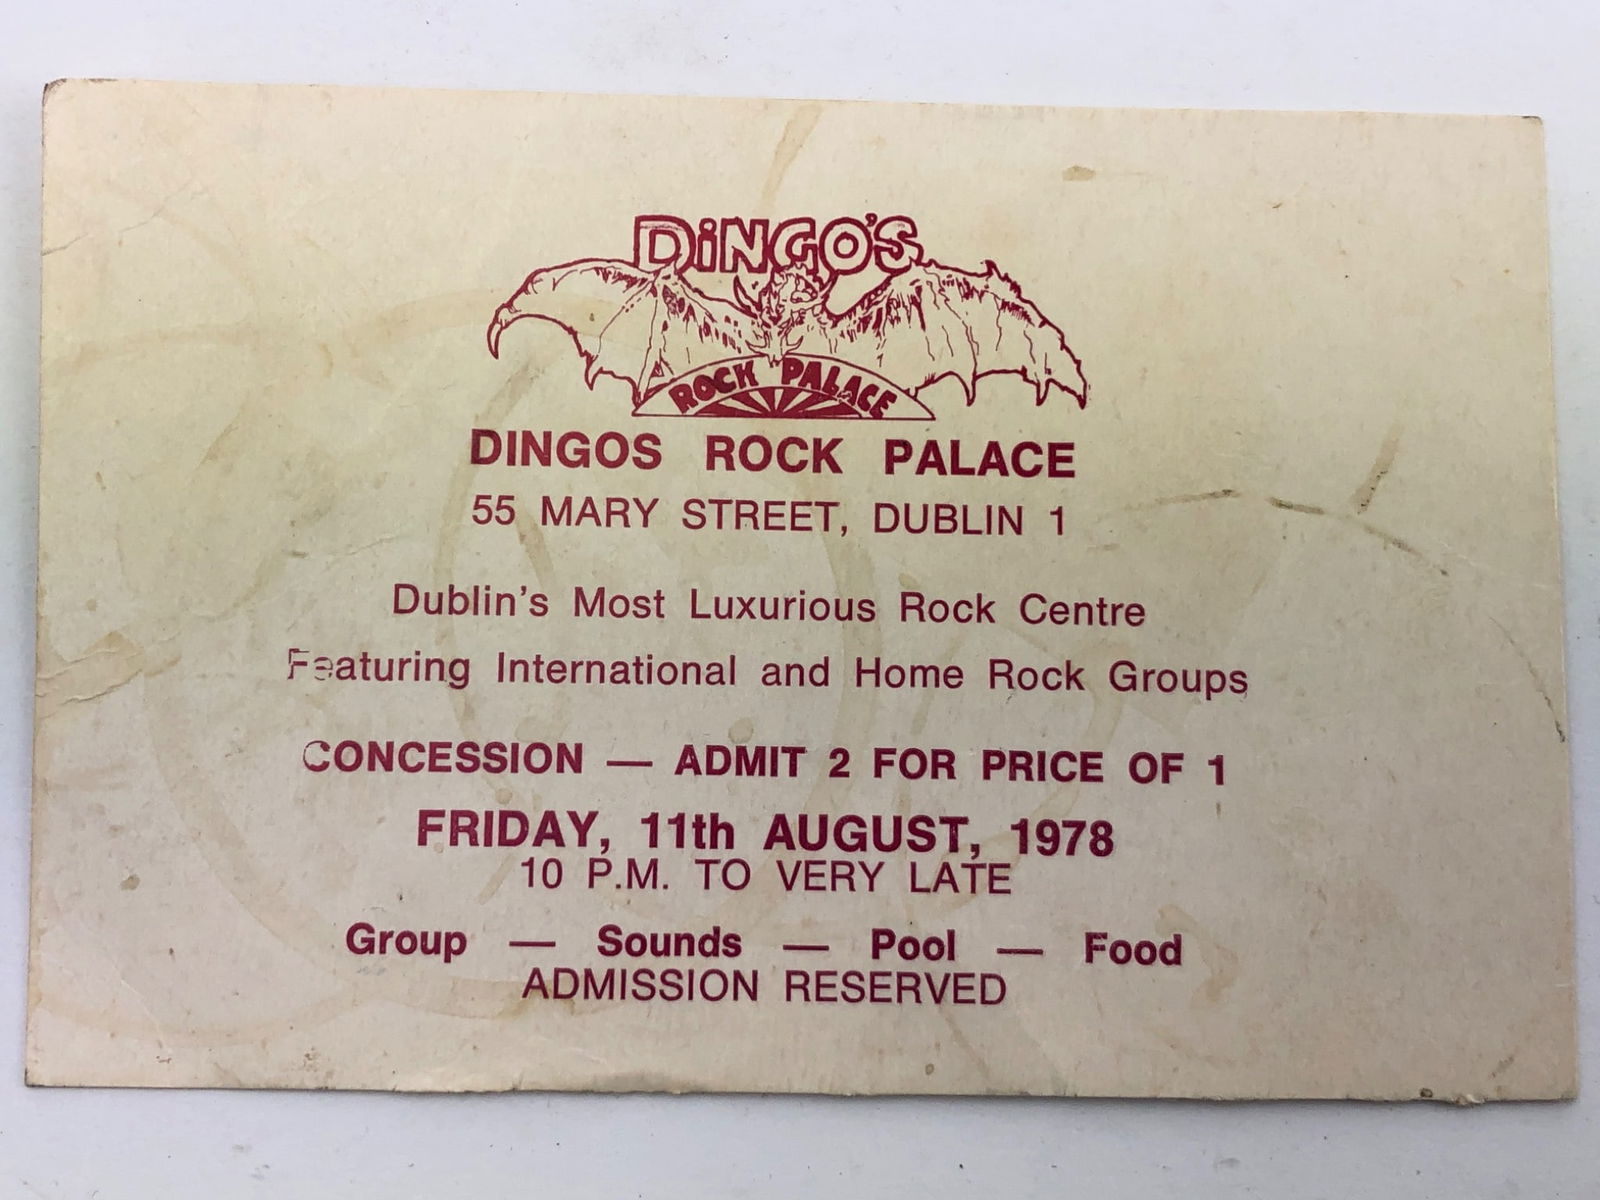 DiNGO'S
ROCK PALACE
DINGOS ROCK PALACE
55 MARY STREET, DUBLIN 1
Dublin's Most Luxurious Rock Centre
Featuring International and Home Rock Groups
CONCESSION — ADMIT 2 FOR PRICE OF 1
FRIDAY, 11th AUGUST, 1978
10 P.M. TO VERY LATE
Group — Sounds — Pool — Food
ADMISSION RESERVED